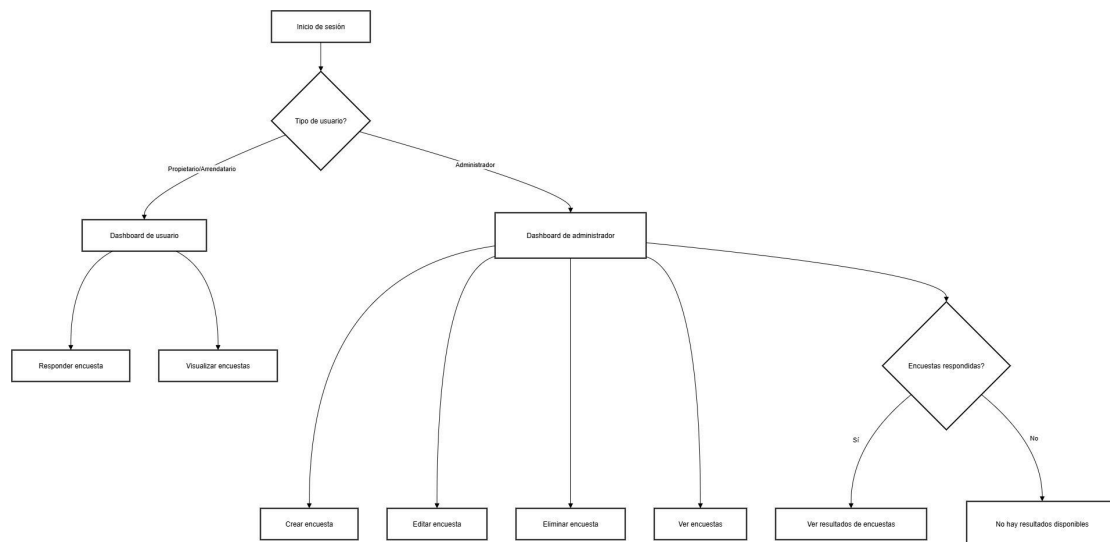 Inicio de sesión
Tipo de usuario?
Propietario/Arrendatario
Administrador
Dashboard de usuario
Dashboard de administrador
Responder encuesta
Visualizar encuestas
Encuestas respondidas?
Sí
No
Crear encuesta
Editar encuesta
Eliminar encuesta
Ver encuestas
Ver resultados de encuestas
No hay resultados disponibles